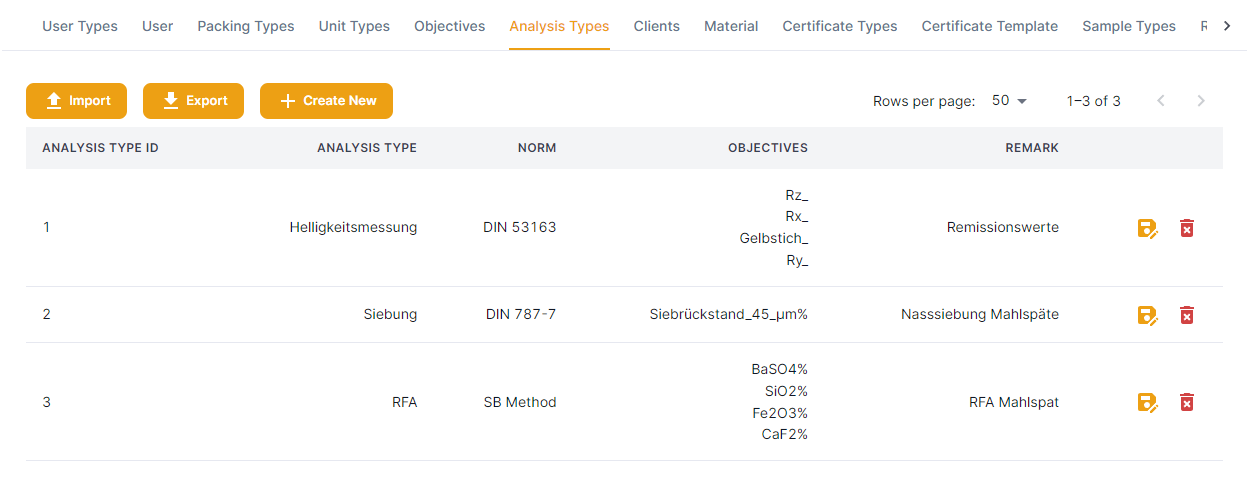 User Types User Packing Types Unit Types Objectives Analysis Types Clients Material Certificate Types Certificate Template Sample Types
Import Export Create New Rows per page: 50 1–3 of 3
ANALYSIS TYPE ID ANALYSIS TYPE NORM OBJECTIVES REMARK
1 Helligkeitsmessung DIN 53163 Rz_
Rx_
Gelbstich_
Ry_ Remissionswerte
2 Siebung DIN 787-7 Siebrückstand_45_µm% Nasssiebung Mahlspäte
3 RFA SB Method BaSO4%
SiO2%
Fe2O3%
CaF2% RFA Mahlspat